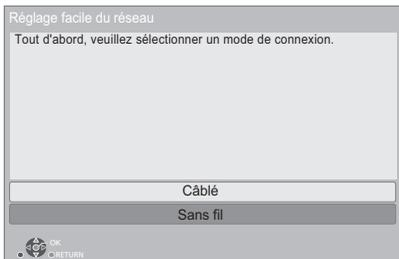 Réglage facile du réseau
Tout d'abord, veuillez sélectionner un mode de connexion.
Câblé
Sans fil
OK
RETURN